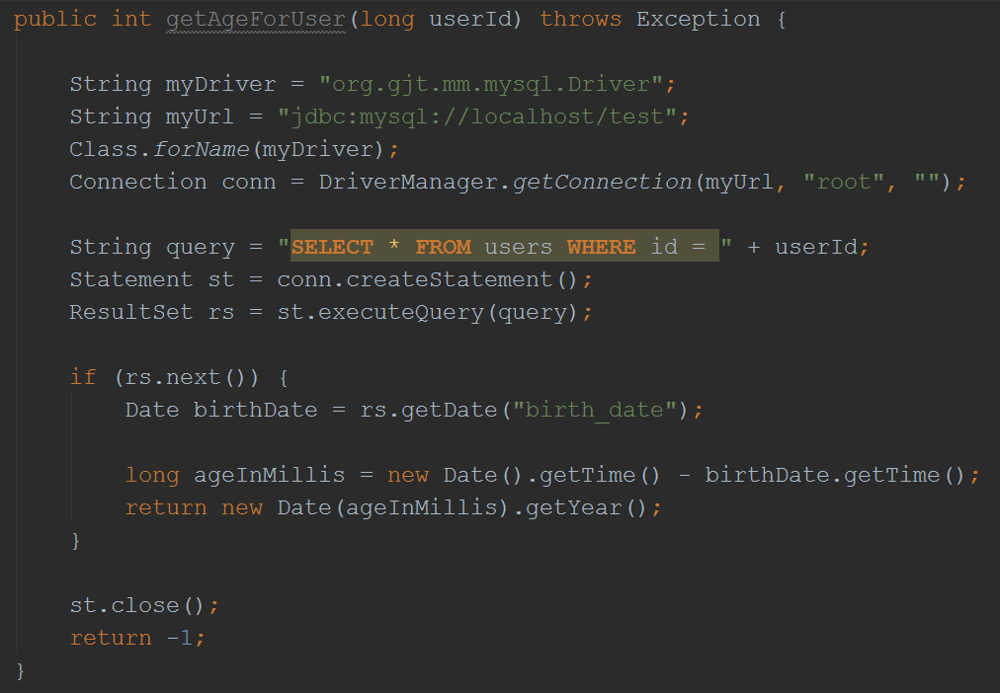 public int getAgeForUser(long userId) throws Exception {
String myDriver = "org.gjt.mm.mysql.Driver";
String myUrl = "jdbc:mysql://localhost/test";
Class.forName(myDriver);
Connection conn = DriverManager.getConnection(myUrl, "root", "");
String query = "SELECT * FROM users WHERE id = " + userId;
Statement st = conn.createStatement();
ResultSet rs = st.executeQuery(query);
if (rs.next()) {
Date birthDate = rs.getDate("birth_date");
long ageInMillis = new Date().getTime() - birthDate.getTime();
return new Date(ageInMillis).getYear();
}
st.close();
return -1;
}